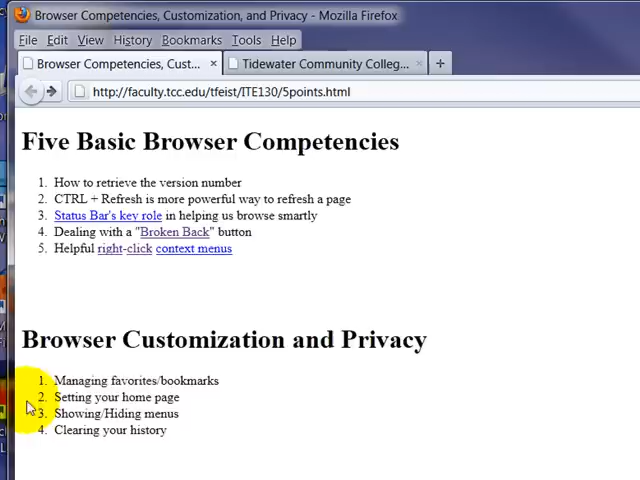 Browser Competencies, Customization, and Privacy - Mozilla Firefox
File Edit View History Bookmarks Tools Help
Browser Competencies, Cust... × Tidewater Community Colleg... × +
http://faculty.tcc.edu/tfeist/ITE130/5points.html
Five Basic Browser Competencies
1. How to retrieve the version number
2. CTRL + Refresh is more powerful way to refresh a page
3. Status Bar's key role in helping us browse smartly
4. Dealing with a "Broken Back" button
5. Helpful right-click context menus
Browser Customization and Privacy
1. Managing favorites/bookmarks
2. Setting your home page
3. Showing/Hiding menus
4. Clearing your history